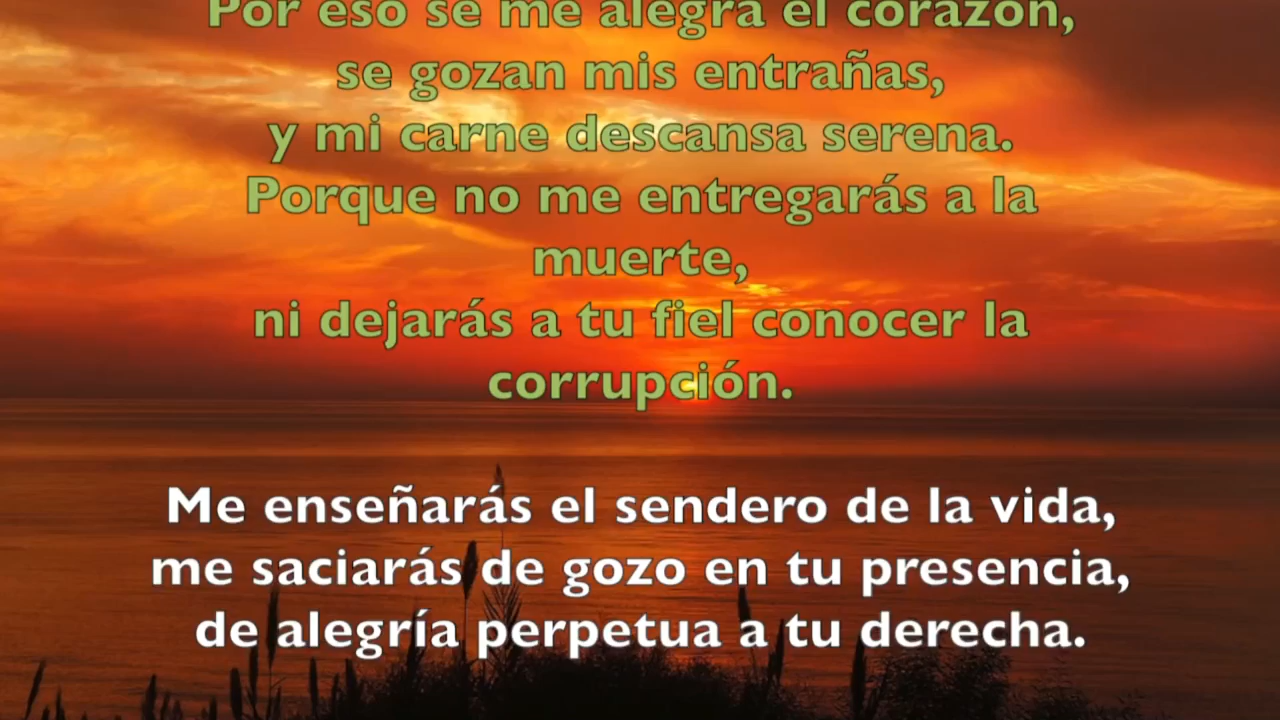 Por eso se me alegra el corazón,
se gozan mis entrañas,
y mi carne descansa serena.
Porque no me entregarás a la
muerte,
ni dejarás a tu fiel conocer la
corrupción.
Me enseñarás el sendero de la vida,
me saciarás de gozo en tu presencia,
de alegría perpetua a tu derecha.